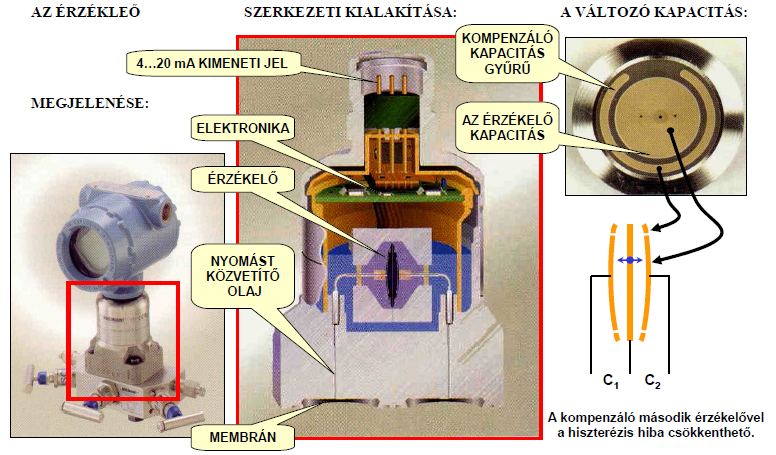 AZ ÉRZÉKLEŐ
MEGJELENÉSE:
SZERKEZETI KIALAKÍTÁSA:
4…20 mA KIMENETI JEL
ELEKTRONIKA
ÉRZÉKELŐ
NYOMÁST
KÖZVETÍTŐ
OLAJ
MEMBRÁN
A VÁLTOZÓ KAPACITÁS:
KOMPENZÁLÓ
KAPACITÁS
GYŰRŰ
AZ ÉRZÉKELŐ
KAPACITÁS
C₁ C₂
A kompenzáló második érzékelővel
a hiszterézis hiba csökkenthető.